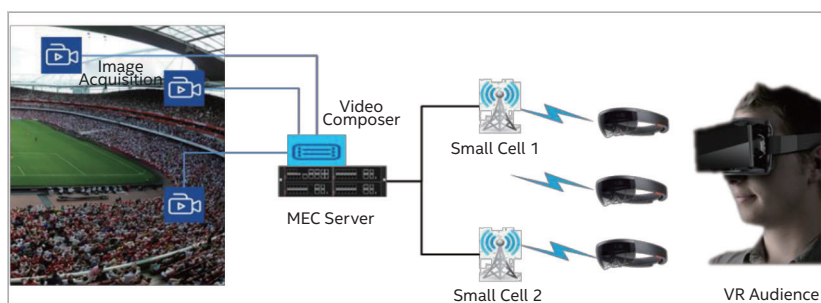 Image
Acquisition
Video
Composer
MEC Server
Small Cell 1
Small Cell 2
VR Audience